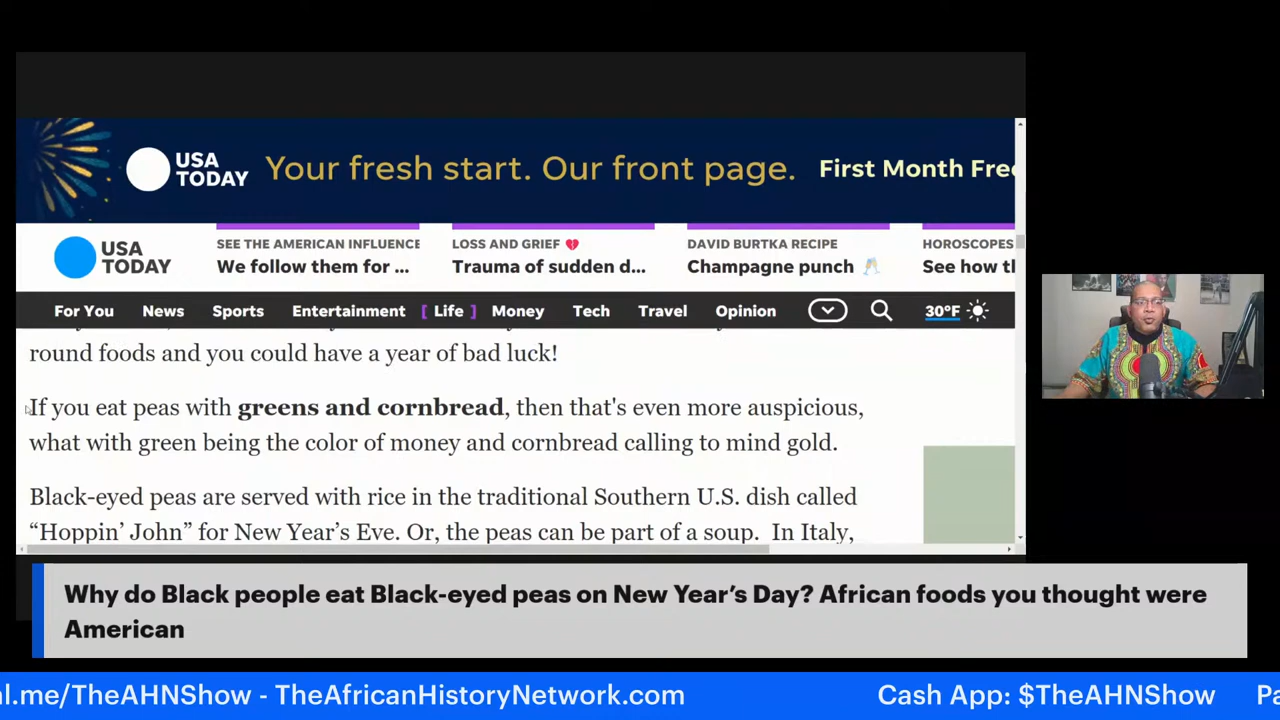 USA TODAY
Your fresh start. Our front page.
First Month Free
USA TODAY
SEE THE AMERICAN INFLUENCE
We follow them for ...
LOSS AND GRIEF 💔
Trauma of sudden d...
DAVID BURTKA RECIPE
Champagne punch 🥂
HOROSCOPES
See how th
For You News Sports Entertainment [ Life ] Money Tech Travel Opinion 30°F
round foods and you could have a year of bad luck!
If you eat peas with greens and cornbread, then that's even more auspicious,
what with green being the color of money and cornbread calling to mind gold.
Black-eyed peas are served with rice in the traditional Southern U.S. dish called
“Hoppin’ John” for New Year’s Eve. Or, the peas can be part of a soup. In Italy,
Why do Black people eat Black-eyed peas on New Year’s Day? African foods you thought were
American
al.me/TheAHNShow - TheAfricanHistoryNetwork.com Cash App: $TheAHNShow Pa